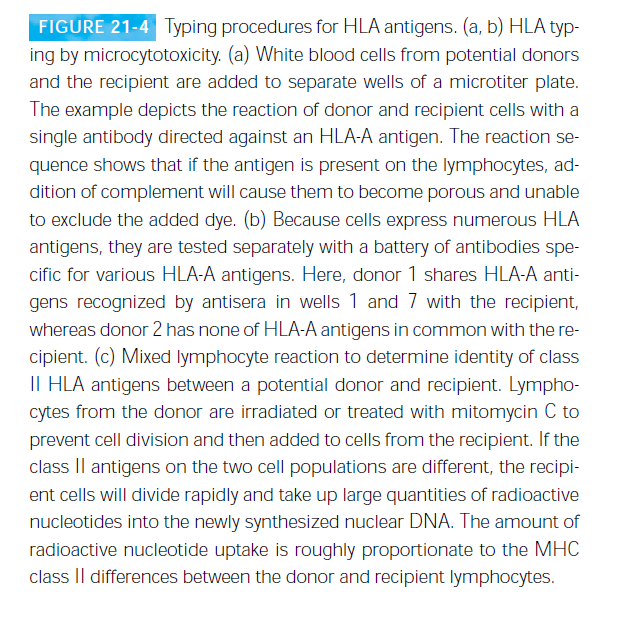 FIGURE 21-4 Typing procedures for HLA antigens. (a, b) HLA typ-
ing by microcytotoxicity. (a) White blood cells from potential donors
and the recipient are added to separate wells of a microtiter plate.
The example depicts the reaction of donor and recipient cells with a
single antibody directed against an HLA-A antigen. The reaction se-
quence shows that if the antigen is present on the lymphocytes, ad-
dition of complement will cause them to become porous and unable
to exclude the added dye. (b) Because cells express numerous HLA
antigens, they are tested separately with a battery of antibodies spe-
cific for various HLA-A antigens. Here, donor 1 shares HLA-A anti-
gens recognized by antisera in wells 1 and 7 with the recipient,
whereas donor 2 has none of HLA-A antigens in common with the re-
cipient. (c) Mixed lymphocyte reaction to determine identity of class
II HLA antigens between a potential donor and recipient. Lympho-
cytes from the donor are irradiated or treated with mitomycin C to
prevent cell division and then added to cells from the recipient. If the
class II antigens on the two cell populations are different, the recipi-
ent cells will divide rapidly and take up large quantities of radioactive
nucleotides into the newly synthesized nuclear DNA. The amount of
radioactive nucleotide uptake is roughly proportionate to the MHC
class II differences between the donor and recipient lymphocytes.